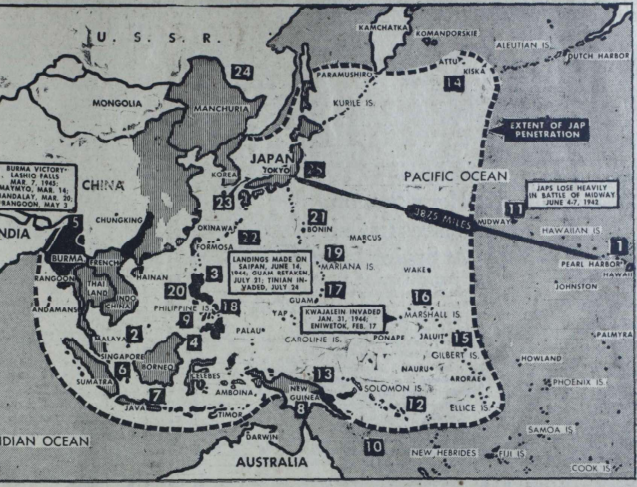 KAMCHATKA
KOMANDORSKIE
U. S. S. R.
ALEUTIAN IS.
DUTCH HARBOR
24
ATTU
KISKA
14
PARAMUSHIRO
MONGOLIA
MANCHURIA
KURILE IS.
EXTENT OF JAP
PENETRATION
JAPAN
TOKYO
25
KOREA
BURMA VICTORY-
LASHIO FALLS
MAR. 7, 1945;
MAYMYO, MAR. 14;
MANDALAY, MAR. 20;
RANGOON, MAY 3
CHINA
PACIFIC OCEAN
JAPS LOSE HEAVILY
IN BATTLE OF MIDWAY
JUNE 4-7, 1942
23
3875 MILES
11
MIDWAY
CHUNGKING
5
INDIA
OKINAWA
22
21
BONIN
MARCUS
HAWAIIAN IS.
1
PEARL HARBOR
HAWAII
FORMOSA
BURMA
FRENCH
INDO
CHINA
HAINAN
LANDINGS MADE ON
SAIPAN, JUNE 14,
1944; GUAM RETAKEN,
JULY 21; TINIAN IN-
VADED, JULY 24
19
MARIANA IS.
WAKE
JOHNSTON
RANGOON
THAI
LAND
20
3
PHILIPPINE IS.
18
GUAM
17
16
ANDAMANS
9
YAP
KWAJALEIN INVADED
JAN. 31, 1944;
ENIWETOK, FEB. 17
MARSHALL IS.
2
MALAYA
4
PALAU
CAROLINE IS.
PONAPE
JALUIT
15
PALMYRA
SINGAPORE
6
BORNEO
CELEBES
GILBERT IS.
HOWLAND
SUMATRA
7
JAVA
AMBOINA
13
NEW
GUINEA
8
NAURU
ARORAE
PHOENIX IS.
SOLOMON IS.
12
ELLICE IS.
TIMOR
DARWIN
10
SAMOA IS.
INDIAN OCEAN
AUSTRALIA
NEW HEBRIDES
FIJI IS.
COOK IS.